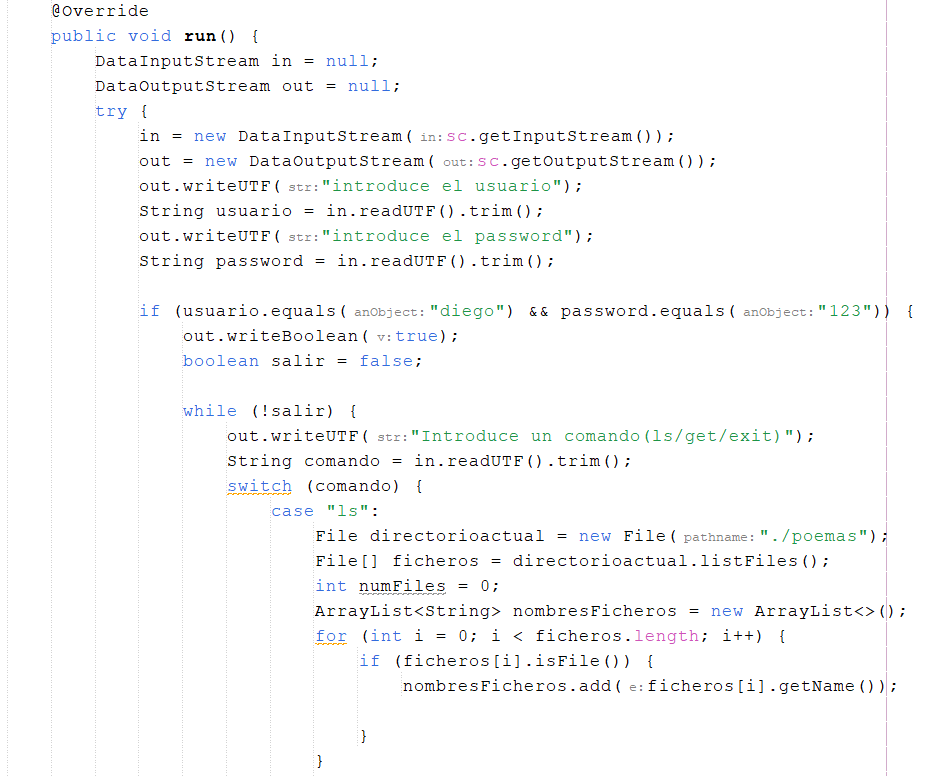 @Override
public void run() {
DataInputStream in = null;
DataOutputStream out = null;
try {
in = new DataInputStream( in: sc.getInputStream());
out = new DataOutputStream( out: sc.getOutputStream());
out.writeUTF( str: "introduce el usuario");
String usuario = in.readUTF().trim();
out.writeUTF( str: "introduce el password");
String password = in.readUTF().trim();
if (usuario.equals( anObject: "diego") && password.equals( anObject: "123")) {
out.writeBoolean( v: true);
boolean salir = false;
while (!salir) {
out.writeUTF( str: "Introduce un comando(ls/get/exit)");
String comando = in.readUTF().trim();
switch (comando) {
case "ls":
File directorioactual = new File( pathname: "./poemas");
File[] ficheros = directorioactual.listFiles();
int numFiles = 0;
ArrayList<String> nombresFicheros = new ArrayList<>();
for (int i = 0; i < ficheros.length; i++) {
if (ficheros[i].isFile()) {
nombresFicheros.add( e: ficheros[i].getName());
}
}